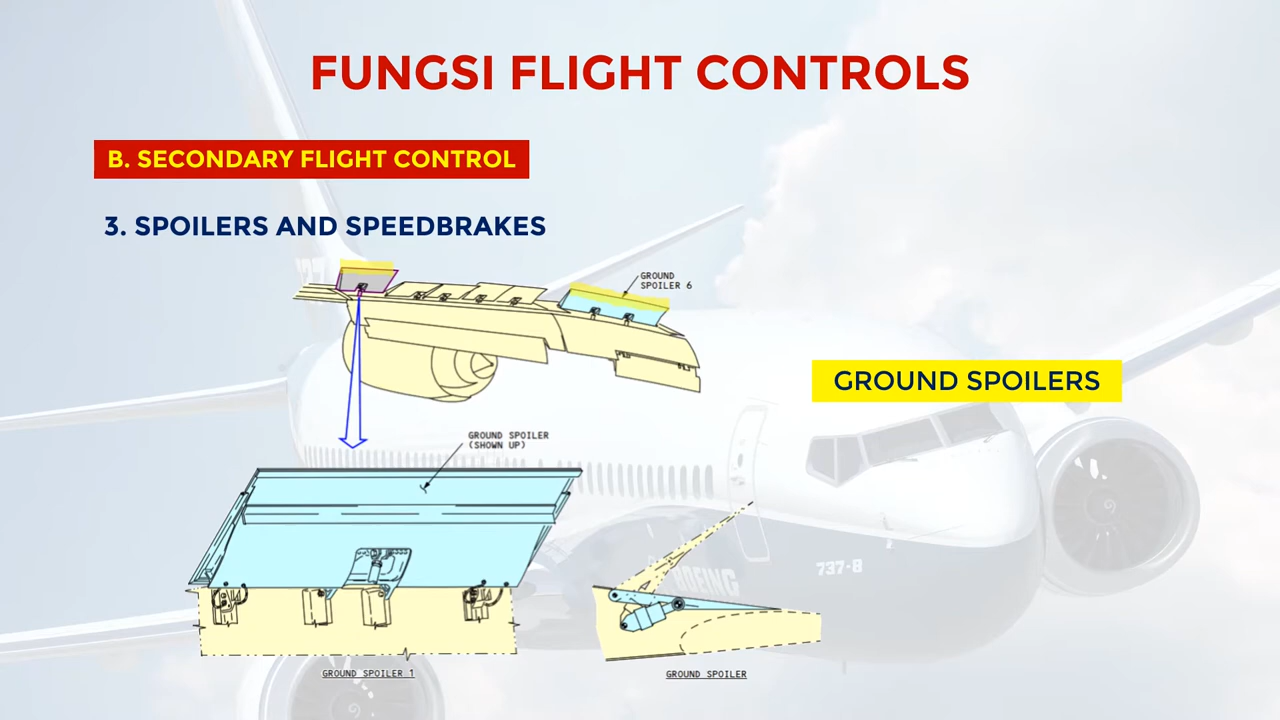 FUNGSI FLIGHT CONTROLS
B. SECONDARY FLIGHT CONTROL
3. SPOILERS AND SPEEDBRAKES
GROUND
SPOILER 6
GROUND SPOILERS
GROUND SPOILER
(SHOWN UP)
737-8
BOEING
GROUND SPOILER 1
GROUND SPOILER